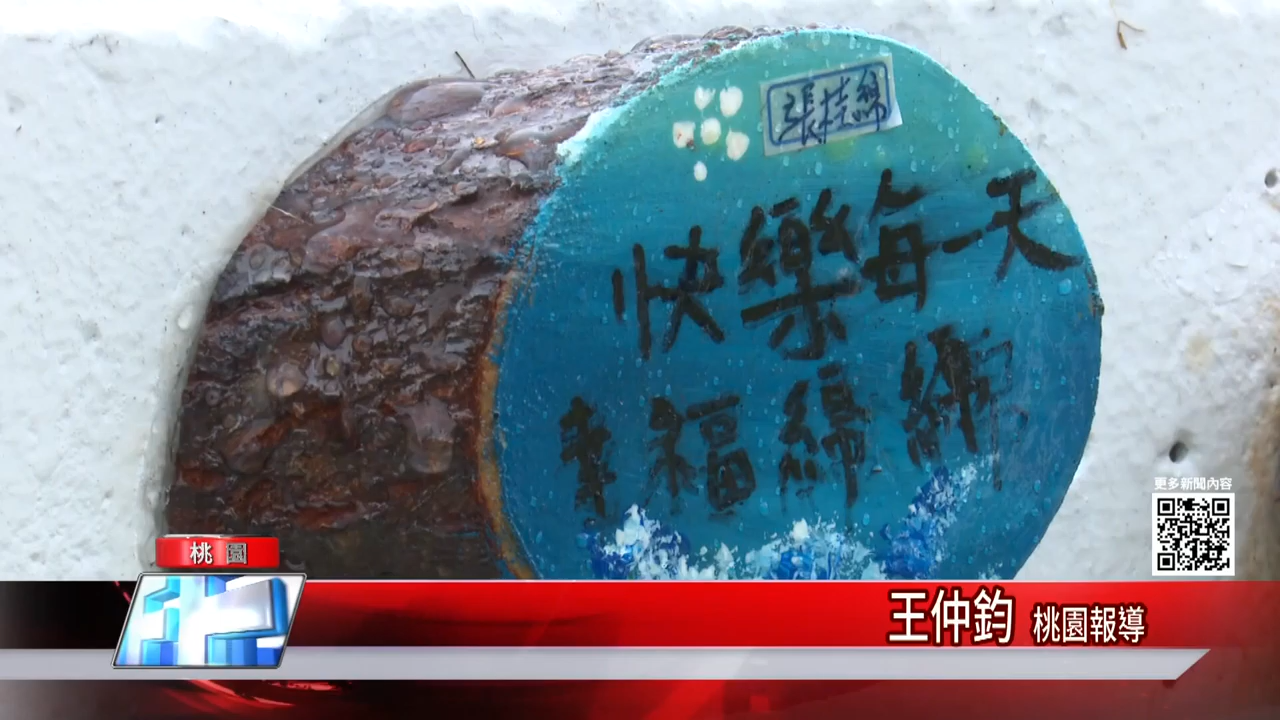 張桂綿
快樂每一天
幸福綿綿
更多新聞內容
桃園
王仲鈞 桃園報導